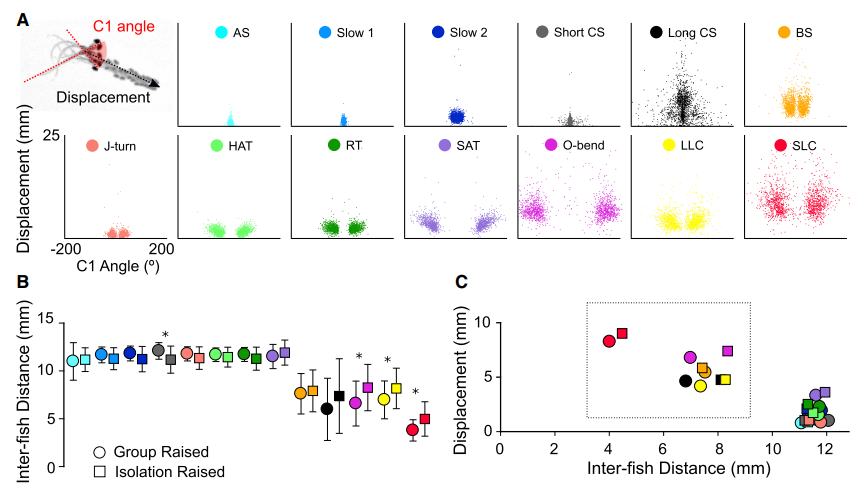 A
C1 angle
Displacement
AS
Slow 1
Slow 2
Short CS
Long CS
BS
Displacement (mm)
25
J-turn
HAT
RT
SAT
O-bend
LLC
SLC
-200
200
C1 Angle (º)
B
Inter-fish Distance (mm)
15
10
5
0
*
*
*
*
Group Raised
Isolation Raised
C
Displacement (mm)
10
5
0
0 2 4 6 8 10 12
Inter-fish Distance (mm)